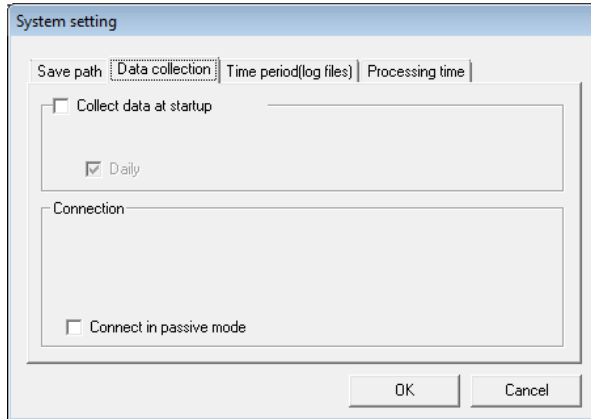 System setting
Save path Data collection Time period(log files) Processing time
Collect data at startup
Daily
Connection
Connect in passive mode
OK Cancel